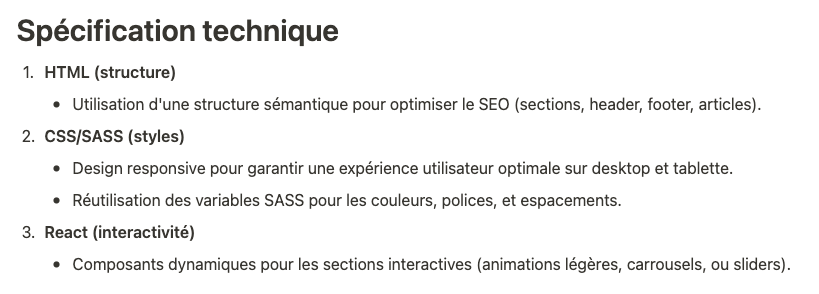 Spécification technique
1. HTML (structure)
• Utilisation d'une structure sémantique pour optimiser le SEO (sections, header, footer, articles).
2. CSS/SASS (styles)
• Design responsive pour garantir une expérience utilisateur optimale sur desktop et tablette.
• Réutilisation des variables SASS pour les couleurs, polices, et espacements.
3. React (interactivité)
• Composants dynamiques pour les sections interactives (animations légères, carrousels, ou sliders).